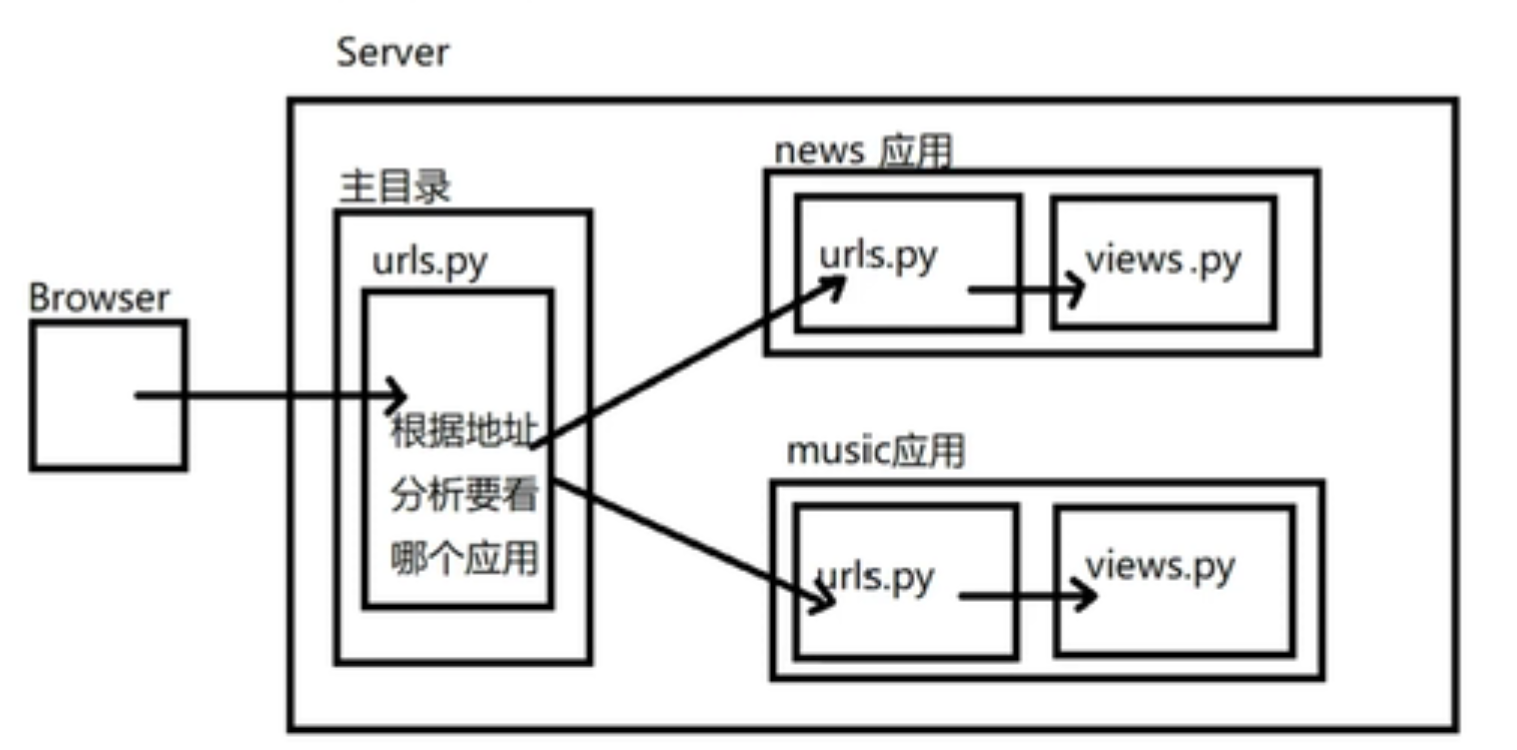 Server
主目录
urls.py
Browser
根据地址
分析要看
哪个应用
news 应用
urls.py
views.py
music应用
urls.py
views.py